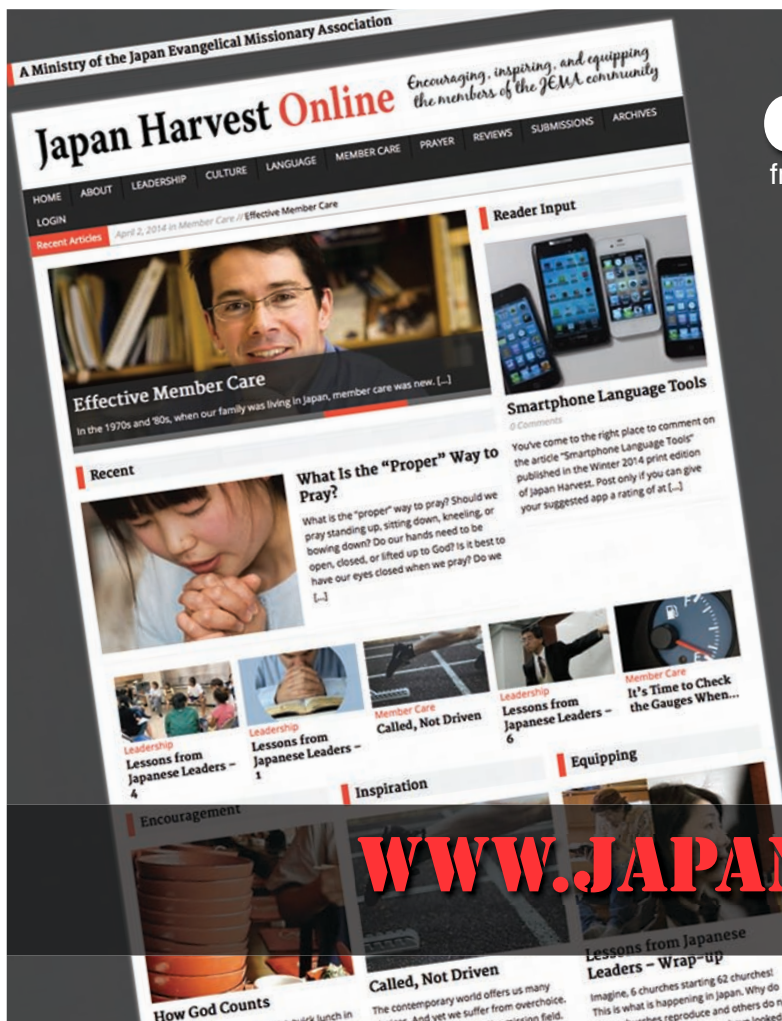 A Ministry of the Japan Evangelical Missionary Association
Japan Harvest Online
Encouraging, inspiring, and equipping
the members of the JEMA community
HOME ABOUT LEADERSHIP CULTURE LANGUAGE MEMBER CARE PRAYER REVIEWS SUBMISSIONS ARCHIVES
LOGIN
Recent Articles April 2, 2014 in Member Care // Effective Member Care
Effective Member Care
In the 1970s and '80s, when our family was living in Japan, member care was new. [...]
Reader Input
Smartphone Language Tools
0 Comments
You've come to the right place to comment on
the article "Smartphone Language Tools"
published in the Winter 2014 print edition
of Japan Harvest. Post only if you can give
your suggested app a rating of at [...]
Recent
What Is the "Proper" Way to
Pray?
What is the "proper" way to pray? Should we
pray standing up, sitting down, kneeling, or
bowing down? Do our hands need to be
open, closed, or lifted up to God? Is it best to
have our eyes closed when we pray? Do we
[...]
Leadership
Lessons from
Japanese Leaders –
4
Leadership
Lessons from
Japanese Leaders –
1
Member Care
Called, Not Driven
Leadership
Lessons from
Japanese Leaders –
6
Member Care
It's Time to Check
the Gauges When...
Encouragement
How God Counts
lunch in
Inspiration
Called, Not Driven
The contemporary world offers us many
And yet we suffer from overchoice.
mission field.
Equipping
Lessons from Japanese
Leaders – Wrap-up
Imagine, 6 churches starting 62 churches!
This is what is happening in Japan. Why do
reproduce and others do
looked
WWW.JAPAN